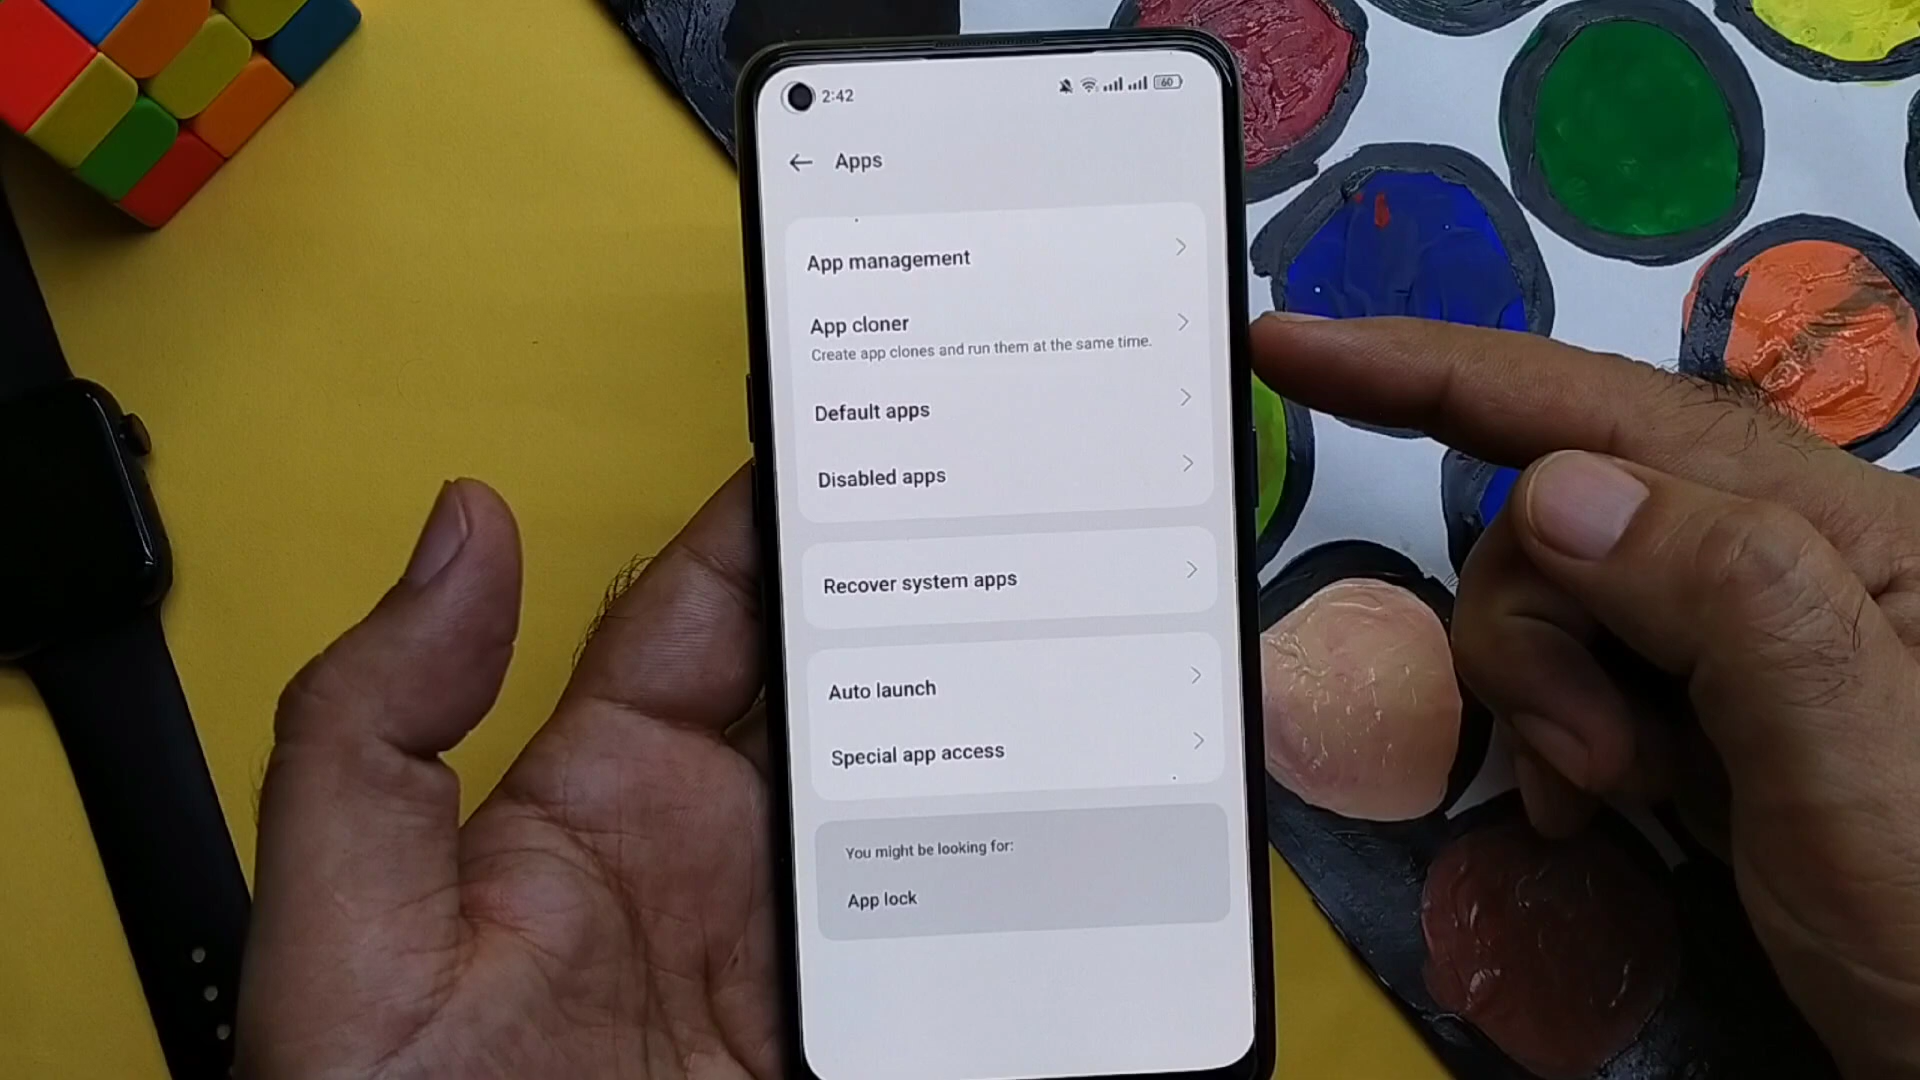 2:42
60
Apps
App management
App cloner
Create app clones and run them at the same time.
Default apps
Disabled apps
Recover system apps
Auto launch
Special app access
You might be looking for:
App lock